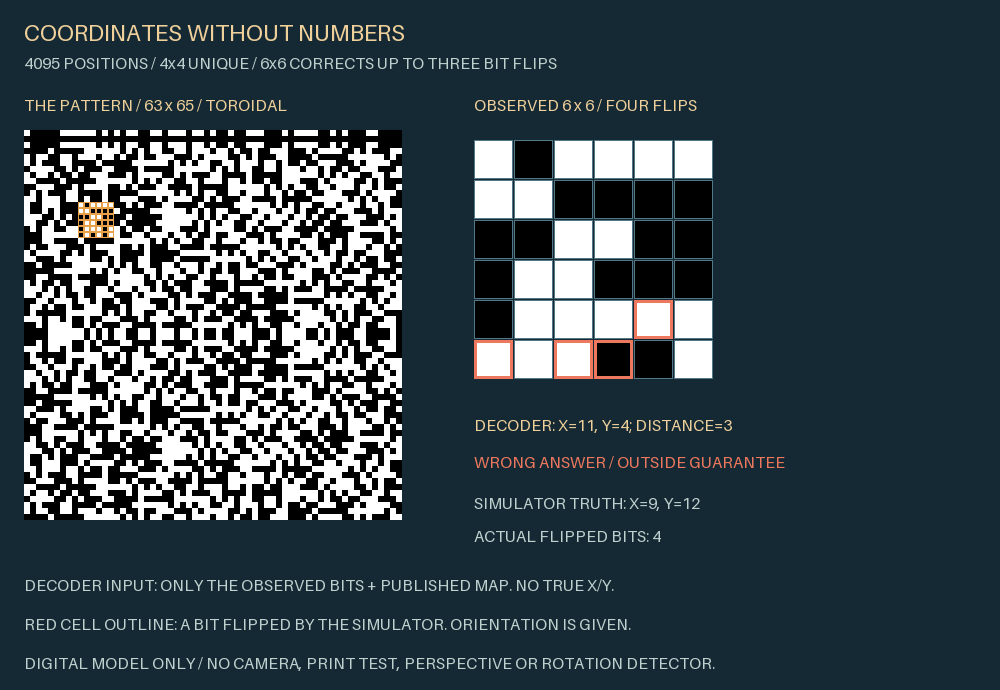 COORDINATES WITHOUT NUMBERS
4095 POSITIONS / 4x4 UNIQUE / 6x6 CORRECTS UP TO THREE BIT FLIPS
THE PATTERN / 63 x 65 / TOROIDAL
OBSERVED 6 x 6 / FOUR FLIPS
DECODER: X=11, Y=4; DISTANCE=3
WRONG ANSWER / OUTSIDE GUARANTEE
SIMULATOR TRUTH: X=9, Y=12
ACTUAL FLIPPED BITS: 4
DECODER INPUT: ONLY THE OBSERVED BITS + PUBLISHED MAP. NO TRUE X/Y.
RED CELL OUTLINE: A BIT FLIPPED BY THE SIMULATOR. ORIENTATION IS GIVEN.
DIGITAL MODEL ONLY / NO CAMERA, PRINT TEST, PERSPECTIVE OR ROTATION DETECTOR.